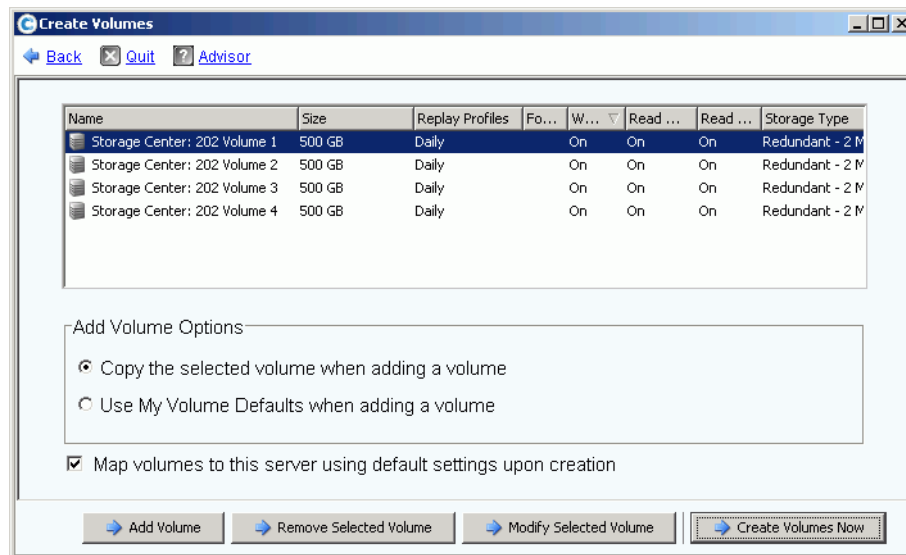 Create Volumes
Back Quit ? Advisor
Name Size Replay Profiles Fo... W... Read ... Read ... Storage Type
Storage Center: 202 Volume 1 500 GB Daily On On On Redundant - 2 M
Storage Center: 202 Volume 2 500 GB Daily On On On Redundant - 2 M
Storage Center: 202 Volume 3 500 GB Daily On On On Redundant - 2 M
Storage Center: 202 Volume 4 500 GB Daily On On On Redundant - 2 M
Add Volume Options
Copy the selected volume when adding a volume
Use My Volume Defaults when adding a volume
Map volumes to this server using default settings upon creation
Add Volume Remove Selected Volume Modify Selected Volume Create Volumes Now